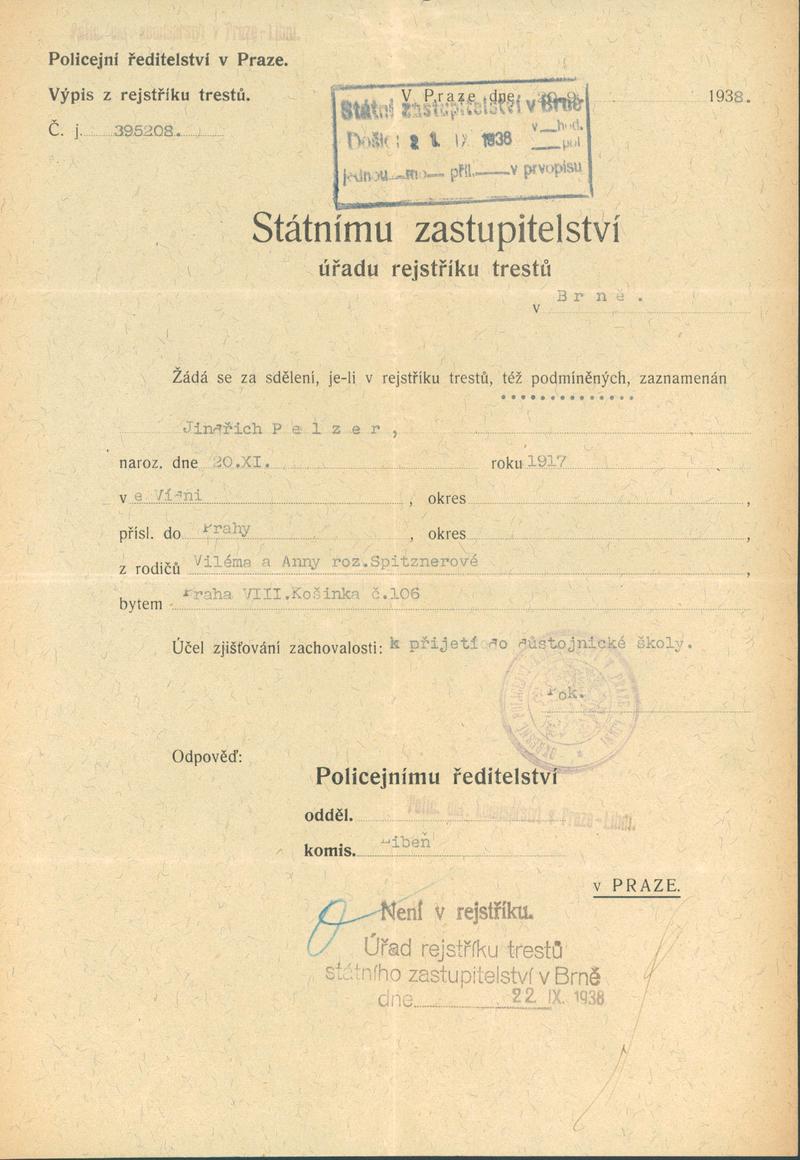 Policejní ředitelství v Praze.
Výpis z rejstříku trestů.
V Praze dne 1938.
Č. j. 395208.
Státní zastupitelství v Brně
Došlo: 21. IX 1938 v hod.
jednou mo příl. v prvopisu
Státnímu zastupitelství
úřadu rejstříku trestů
v Brně.
Žádá se za sdělení, je-li v rejstříku trestů, též podmíněných, zaznamenán
Jindřich Pelzer,
naroz. dne 20.XI. roku 1917
v e Vídni, okres ,
přísl. do Prahy, okres ,
z rodičů Viléma a Anny roz.Spitznerové ,
bytem Praha VIII.Košinka č.106
Účel zjišťování zachovalosti: k přijetí do důstojnické školy.
Odpověď:
Policejnímu ředitelství
odděl.
komis. Libeň
v PRAZE.
Není v rejstříku.
Úřad rejstříku trestů
státního zastupitelství v Brně
dne 22 IX. 1938